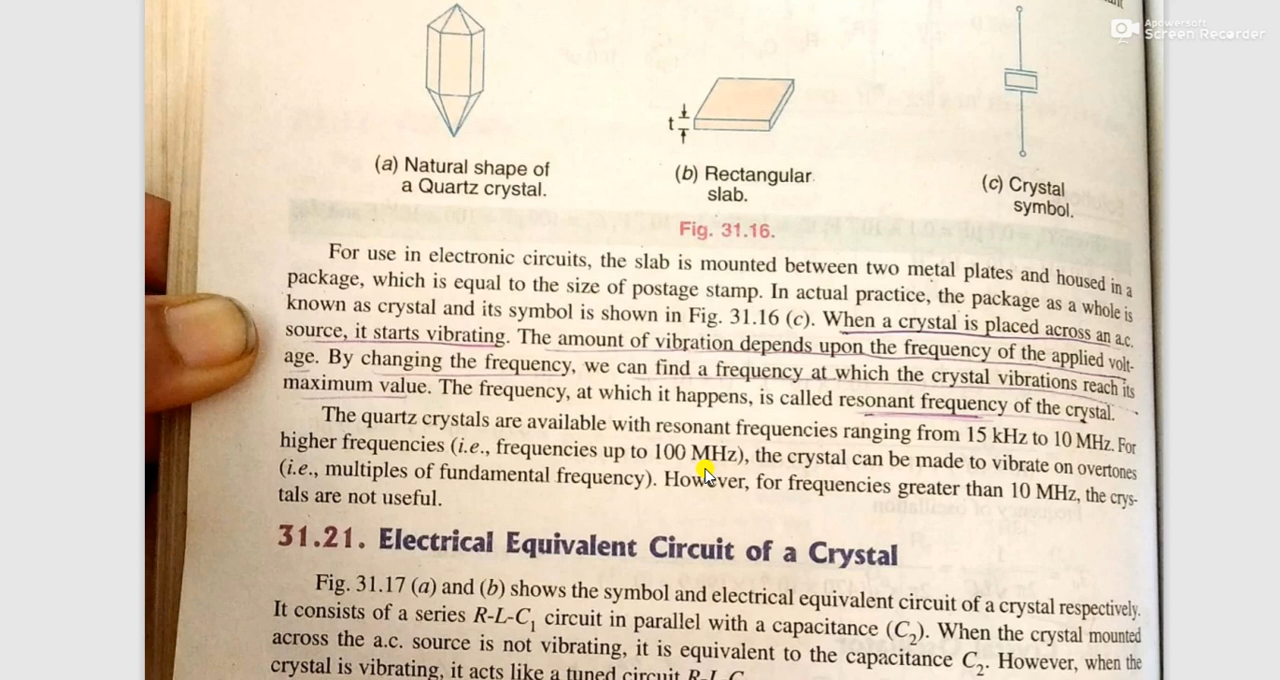 Apowersoft
Screen Recorder
t
(a) Natural shape of
a Quartz crystal.
(b) Rectangular
slab.
(c) Crystal
symbol.
Fig. 31.16.
For use in electronic circuits, the slab is mounted between two metal plates and housed in a
package, which is equal to the size of postage stamp. In actual practice, the package as a whole is
known as crystal and its symbol is shown in Fig. 31.16 (c). When a crystal is placed across an a.c.
source, it starts vibrating. The amount of vibration depends upon the frequency of the applied volt-
age. By changing the frequency, we can find a frequency at which the crystal vibrations reach its
maximum value. The frequency, at which it happens, is called resonant frequency of the crystal.
The quartz crystals are available with resonant frequencies ranging from 15 kHz to 10 MHz. For
higher frequencies (i.e., frequencies up to 100 MHz), the crystal can be made to vibrate on overtones
(i.e., multiples of fundamental frequency). However, for frequencies greater than 10 MHz, the crys-
tals are not useful.
31.21. Electrical Equivalent Circuit of a Crystal
Fig. 31.17 (a) and (b) shows the symbol and electrical equivalent circuit of a crystal respectively.
It consists of a series R-L-C₁ circuit in parallel with a capacitance (C₂). When the crystal mounted
across the a.c. source is not vibrating, it is equivalent to the capacitance C₂. However, when the
crystal is vibrating, it acts like a tuned circuit R-L-C